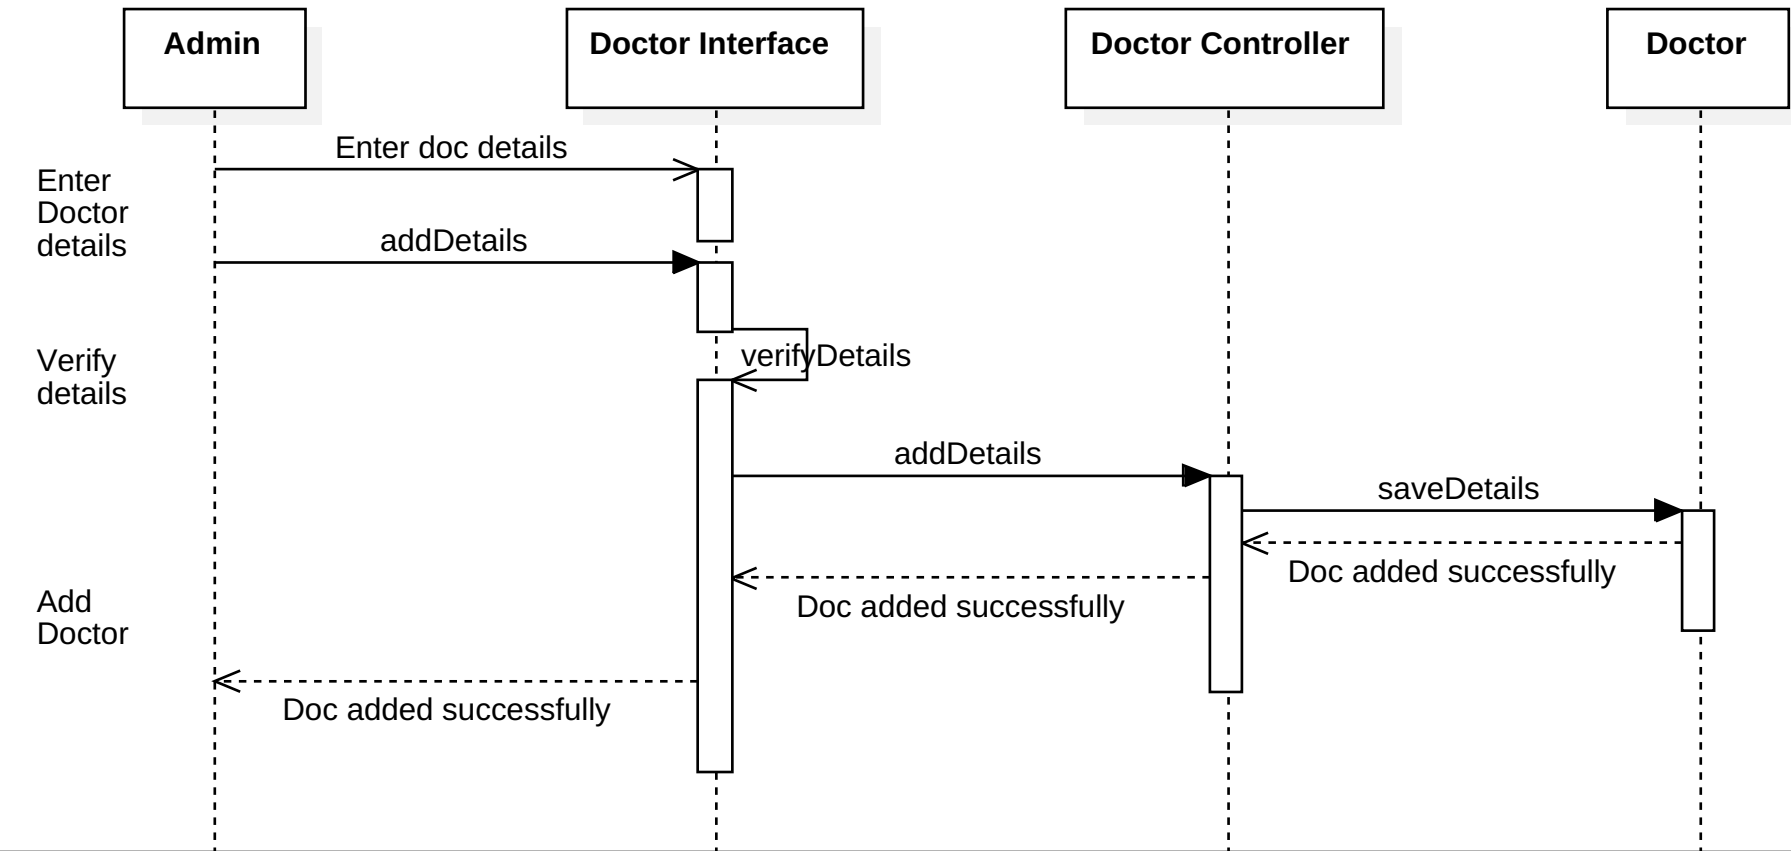 Admin
Doctor Interface
Doctor Controller
Doctor
Enter doc details
Enter
Doctor
details
addDetails
verifyDetails
Verify
details
addDetails
saveDetails
Doc added successfully
Doc added successfully
Add
Doctor
Doc added successfully